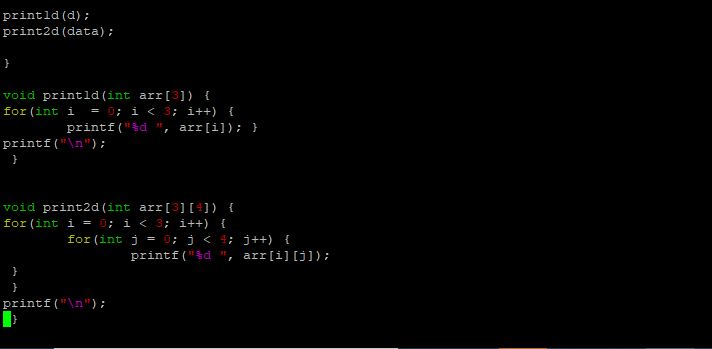 print1d(d);
print2d(data);
}
void print1d(int arr[3]) {
for(int i  = 0; i < 3; i++) {
        printf("%d ", arr[i]); }
printf("\n");
 }
void print2d(int arr[3][4]) {
for(int i = 0; i < 3; i++) {
        for(int j = 0; j < 4; j++) {
                printf("%d ", arr[i][j]);
 }
 }
printf("\n");
 }